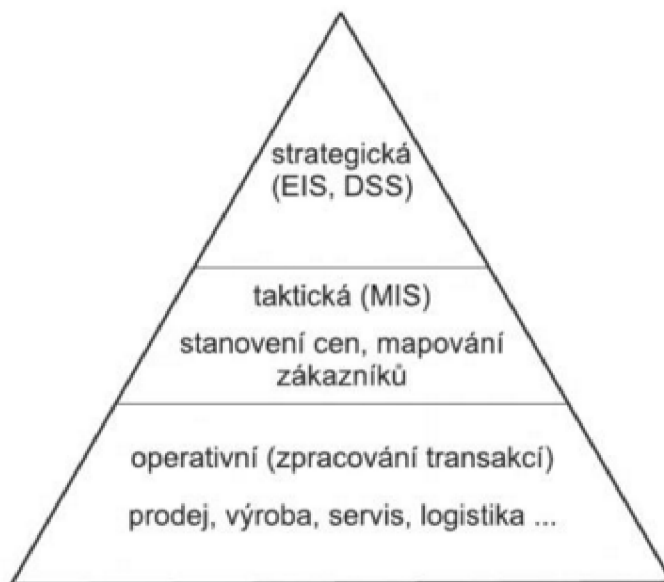 strategická
(EIS, DSS)
taktická (MIS)
stanovení cen, mapování
zákazníků
operativní (zpracování transakcí)
prodej, výroba, servis, logistika ...